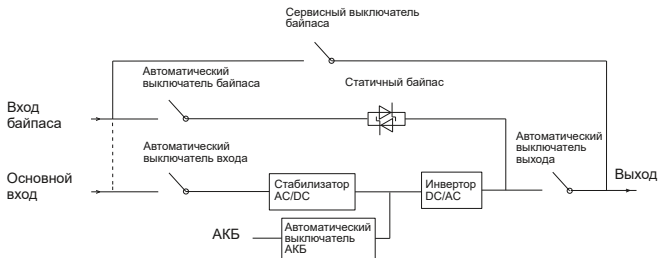 Сервисный выключатель
байпаса
Автоматический
выключатель байпаса
Статичный байпас
Вход
байпаса
Автоматический
выключатель входа
Автоматический
выключатель
выхода
Основной
вход
Стабилизатор
AC/DC
Инвертор
DC/AC
Выход
АКБ
Автоматический
выключатель
АКБ